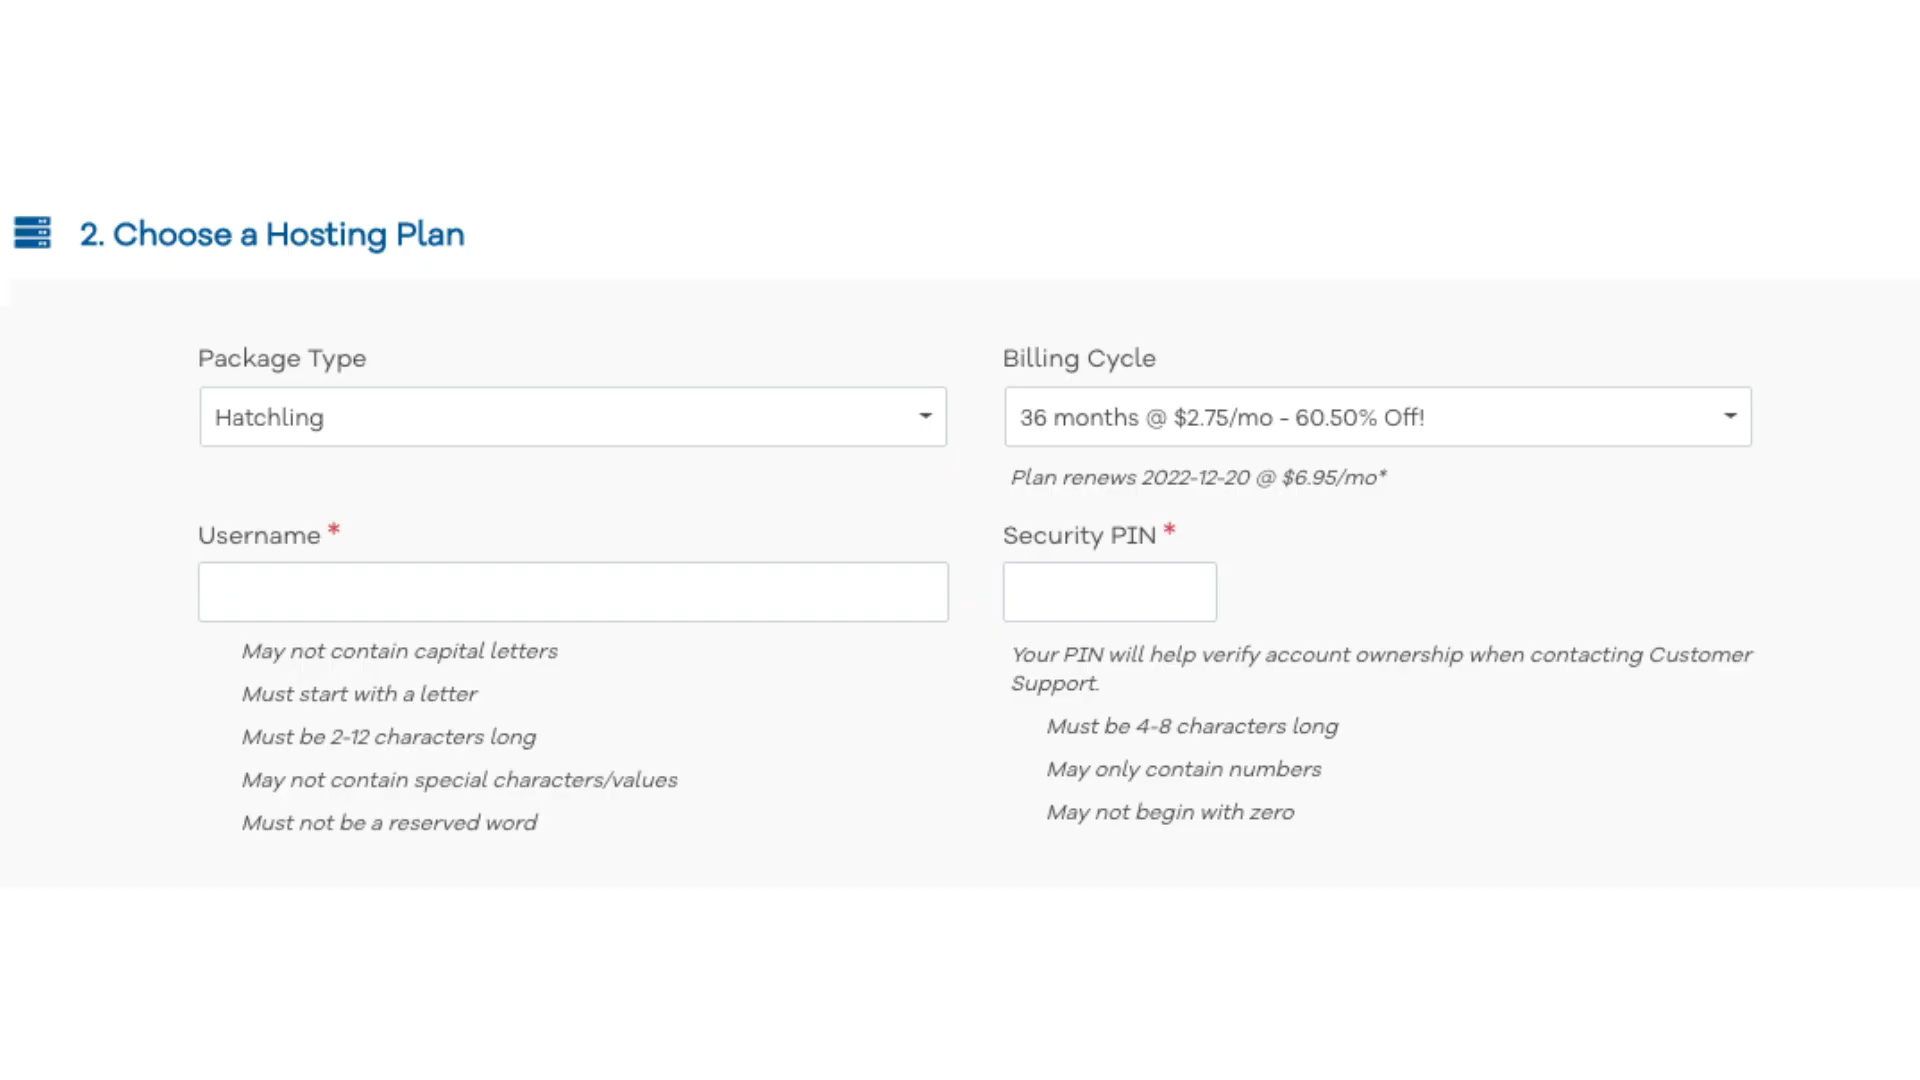 2. Choose a Hosting Plan
Package Type
Hatchling
Billing Cycle
36 months @ $2.75/mo - 60.50% Off!
Plan renews 2022-12-20 @ $6.95/mo*
Username *
May not contain capital letters
Must start with a letter
Must be 2-12 characters long
May not contain special characters/values
Must not be a reserved word
Security PIN *
Your PIN will help verify account ownership when contacting Customer
Support.
Must be 4-8 characters long
May only contain numbers
May not begin with zero